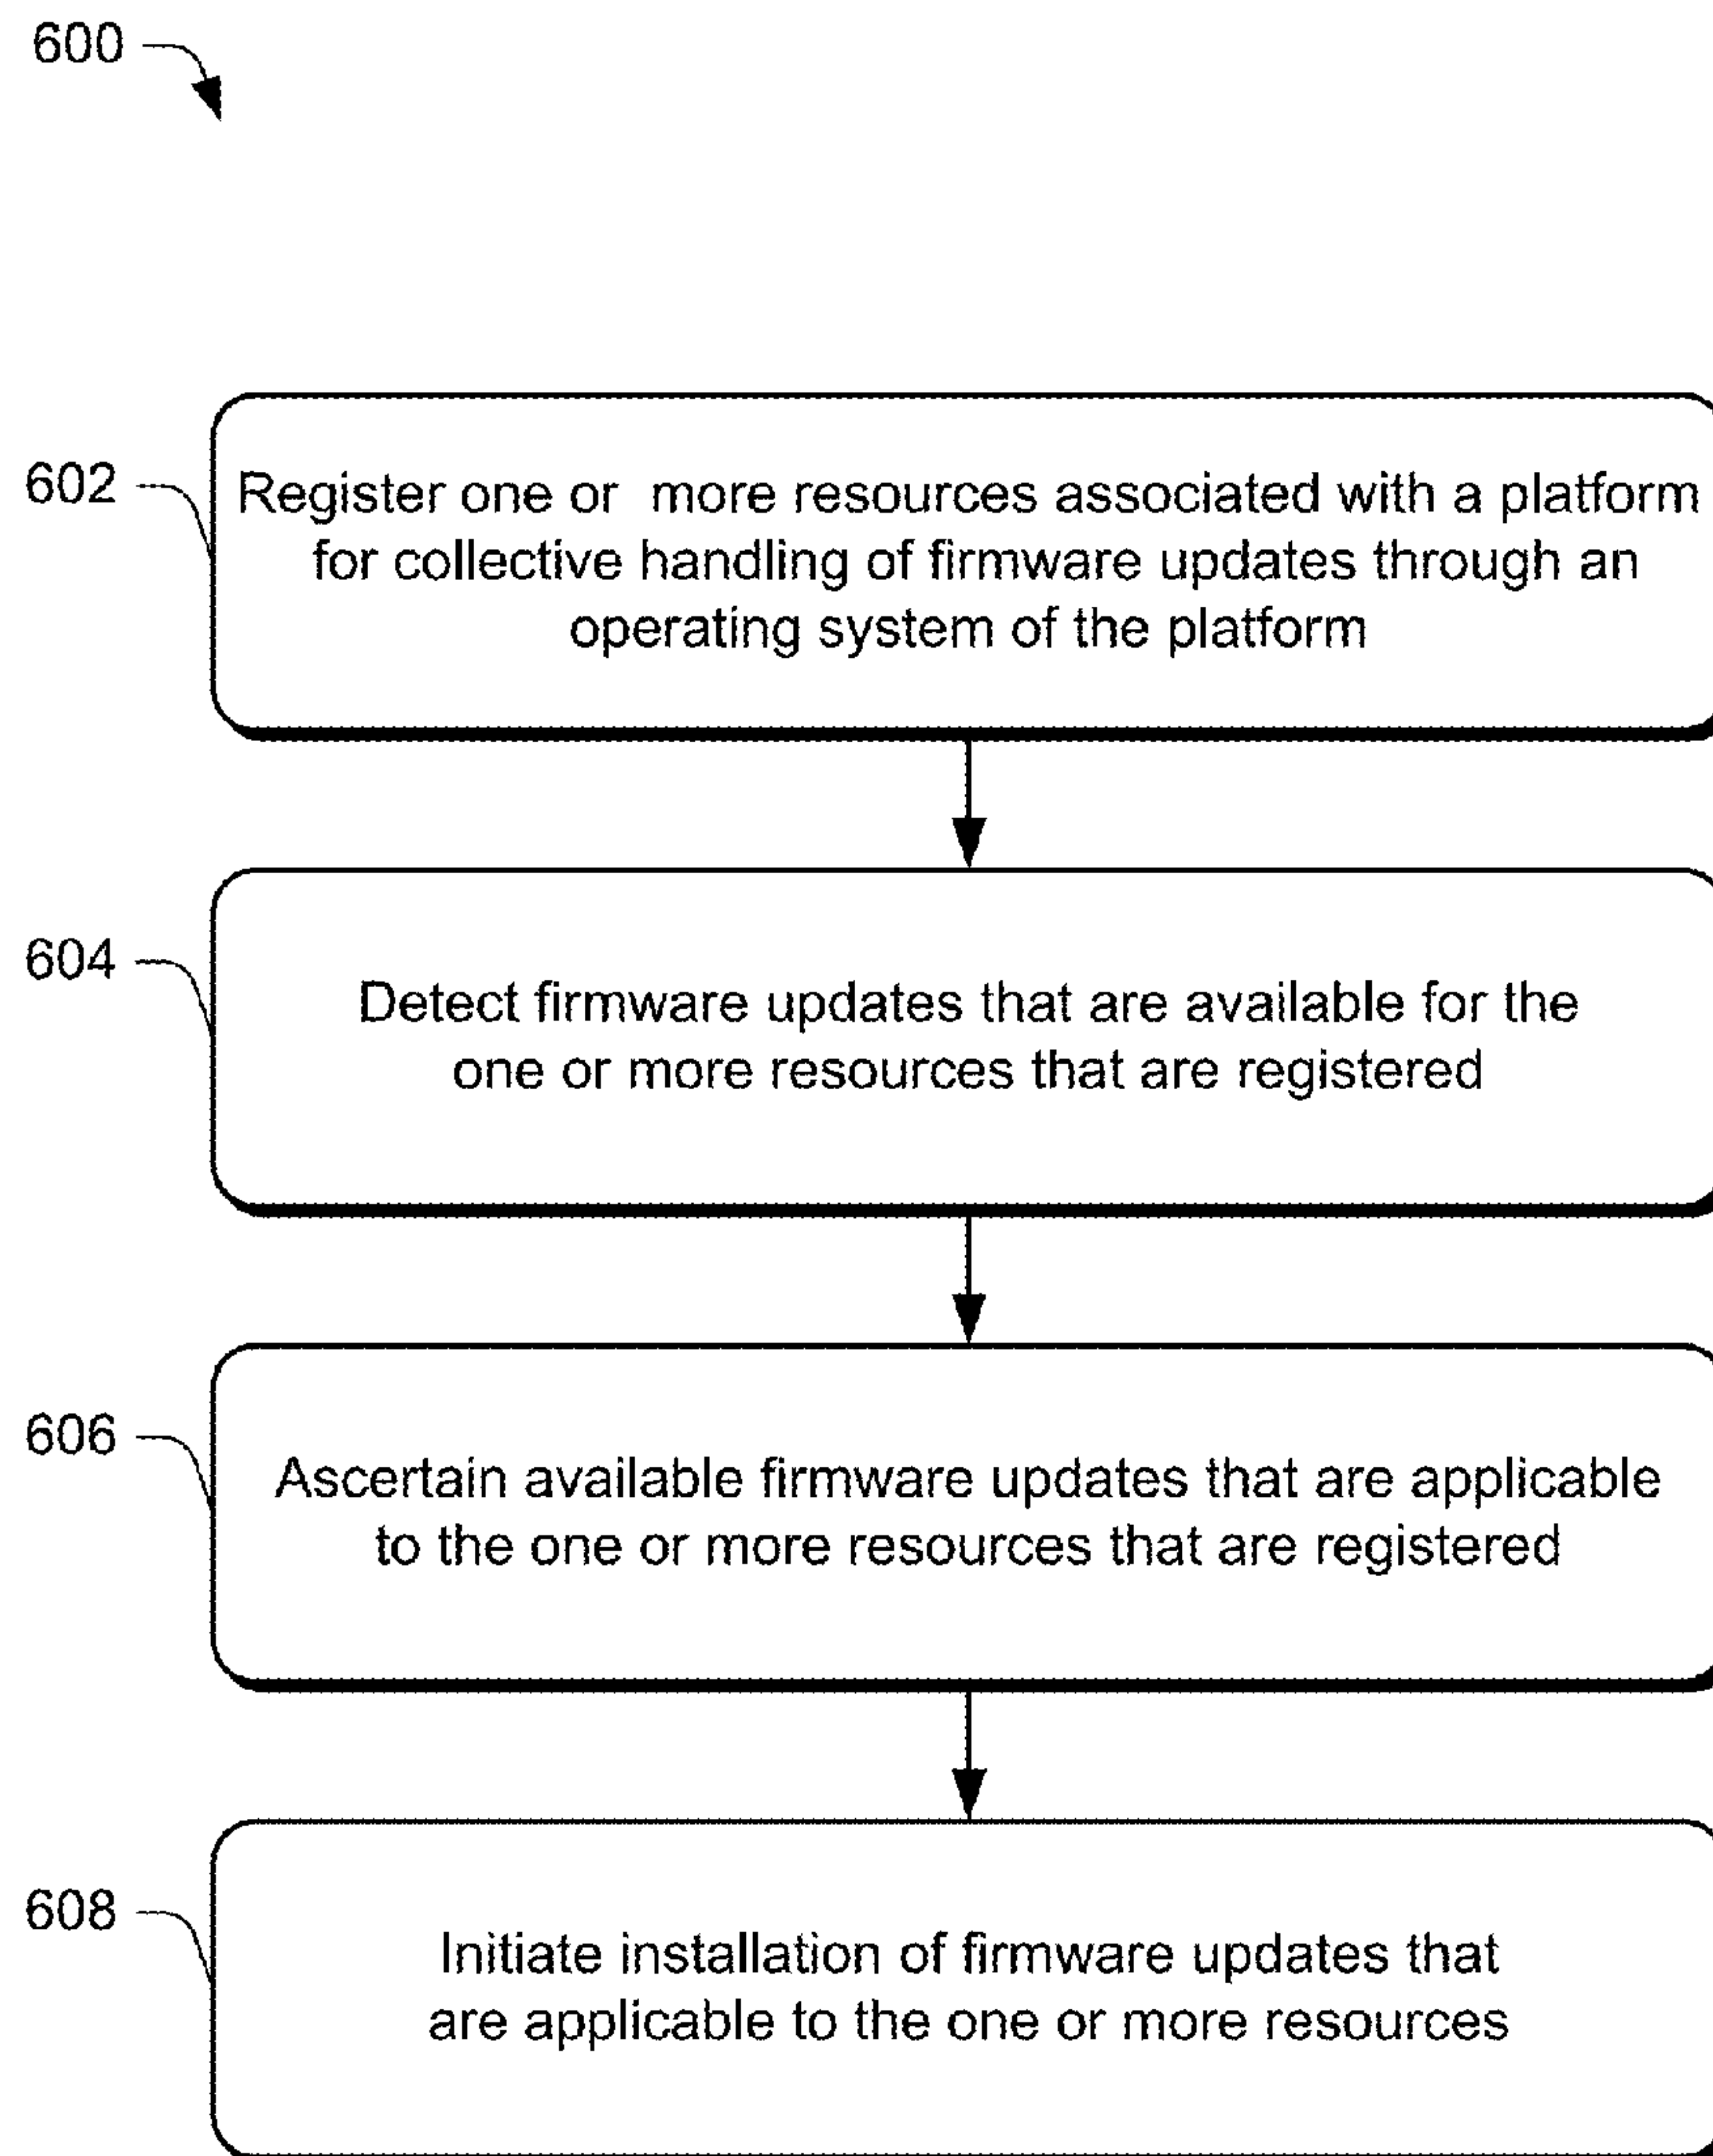 600
602
Register one or more resources associated with a platform
for collective handling of firmware updates through an
operating system of the platform
604
Detect firmware updates that are available for the
one or more resources that are registered
606
Ascertain available firmware updates that are applicable
to the one or more resources that are registered
608
Initiate installation of firmware updates that
are applicable to the one or more resources